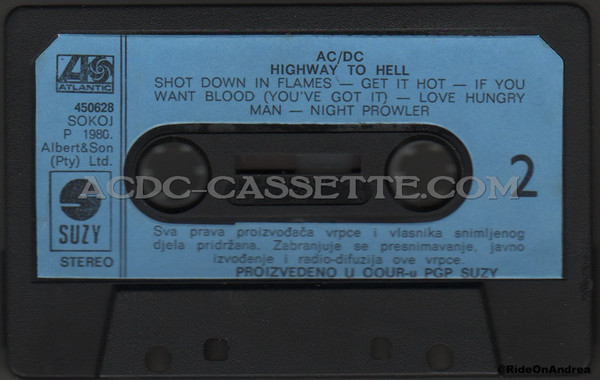 AC/DC
HIGHWAY TO HELL
SHOT DOWN IN FLAMES — GET IT HOT — IF YOU
WANT BLOOD (YOU'VE GOT IT) — LOVE HUNGRY
MAN — NIGHT PROWLER
ATLANTIC
450628
SOKOJ
P 1980.
Albert&Son
(Pty) Ltd.
SUZY
STEREO
ACDC-CASSETTE.COM
2
Sva prava proizvođača vrpce i vlasnika snimljenog
djela pridržana. Zabranjuje se presnimavanje, javno
izvođenje i radio-difuzija ove vrpce.
PROIZVEDENO U OOUR-u PGP SUZY
©RideOnAndrea